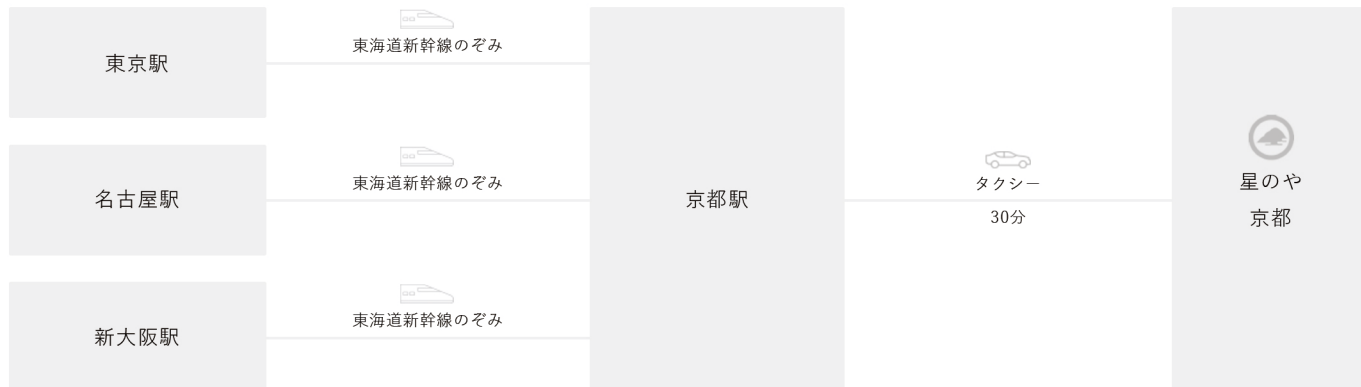 東京駅
東海道新幹線のぞみ
名古屋駅
東海道新幹線のぞみ
新大阪駅
東海道新幹線のぞみ
京都駅
タクシー
30分
星のや
京都